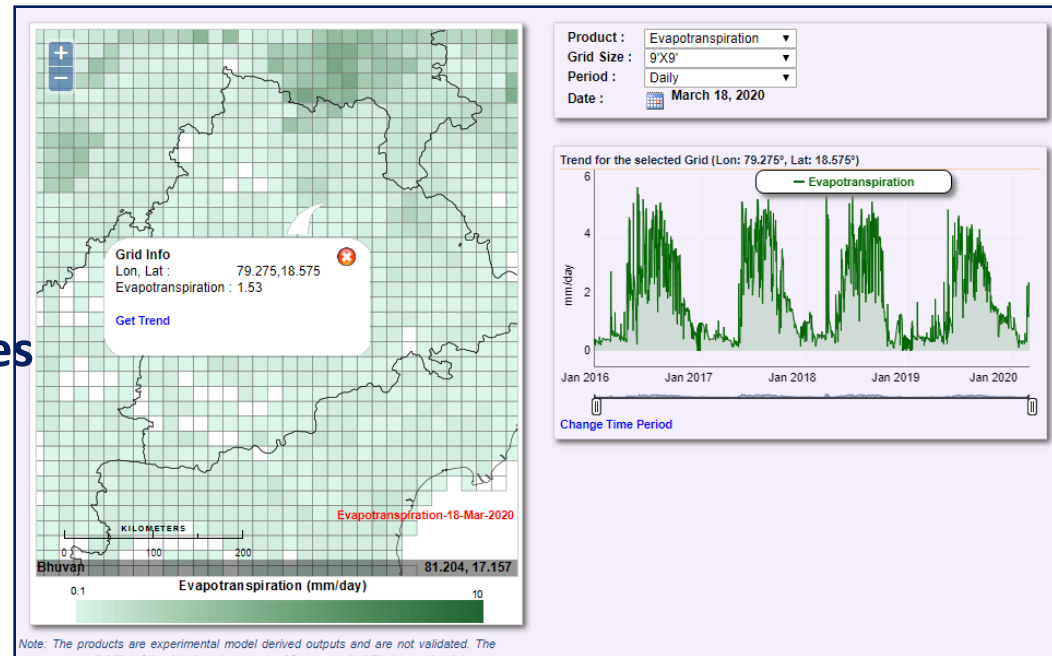 es
+
−
Grid Info
Lon, Lat : 79.275,18.575
Evapotranspiration : 1.53
Get Trend
Evapotranspiration-18-Mar-2020
KILOMETERS
0 100 200
Bhuvan 81.204, 17.157
Evapotranspiration (mm/day)
0.1 10
Note: The products are experimental model derived outputs and are not validated. The
Product : Evapotranspiration
Grid Size : 9'X9'
Period : Daily
Date : March 18, 2020
Trend for the selected Grid (Lon: 79.275º, Lat: 18.575º)
Evapotranspiration
mm/day
6
4
2
0
Jan 2016 Jan 2017 Jan 2018 Jan 2019 Jan 2020
Change Time Period